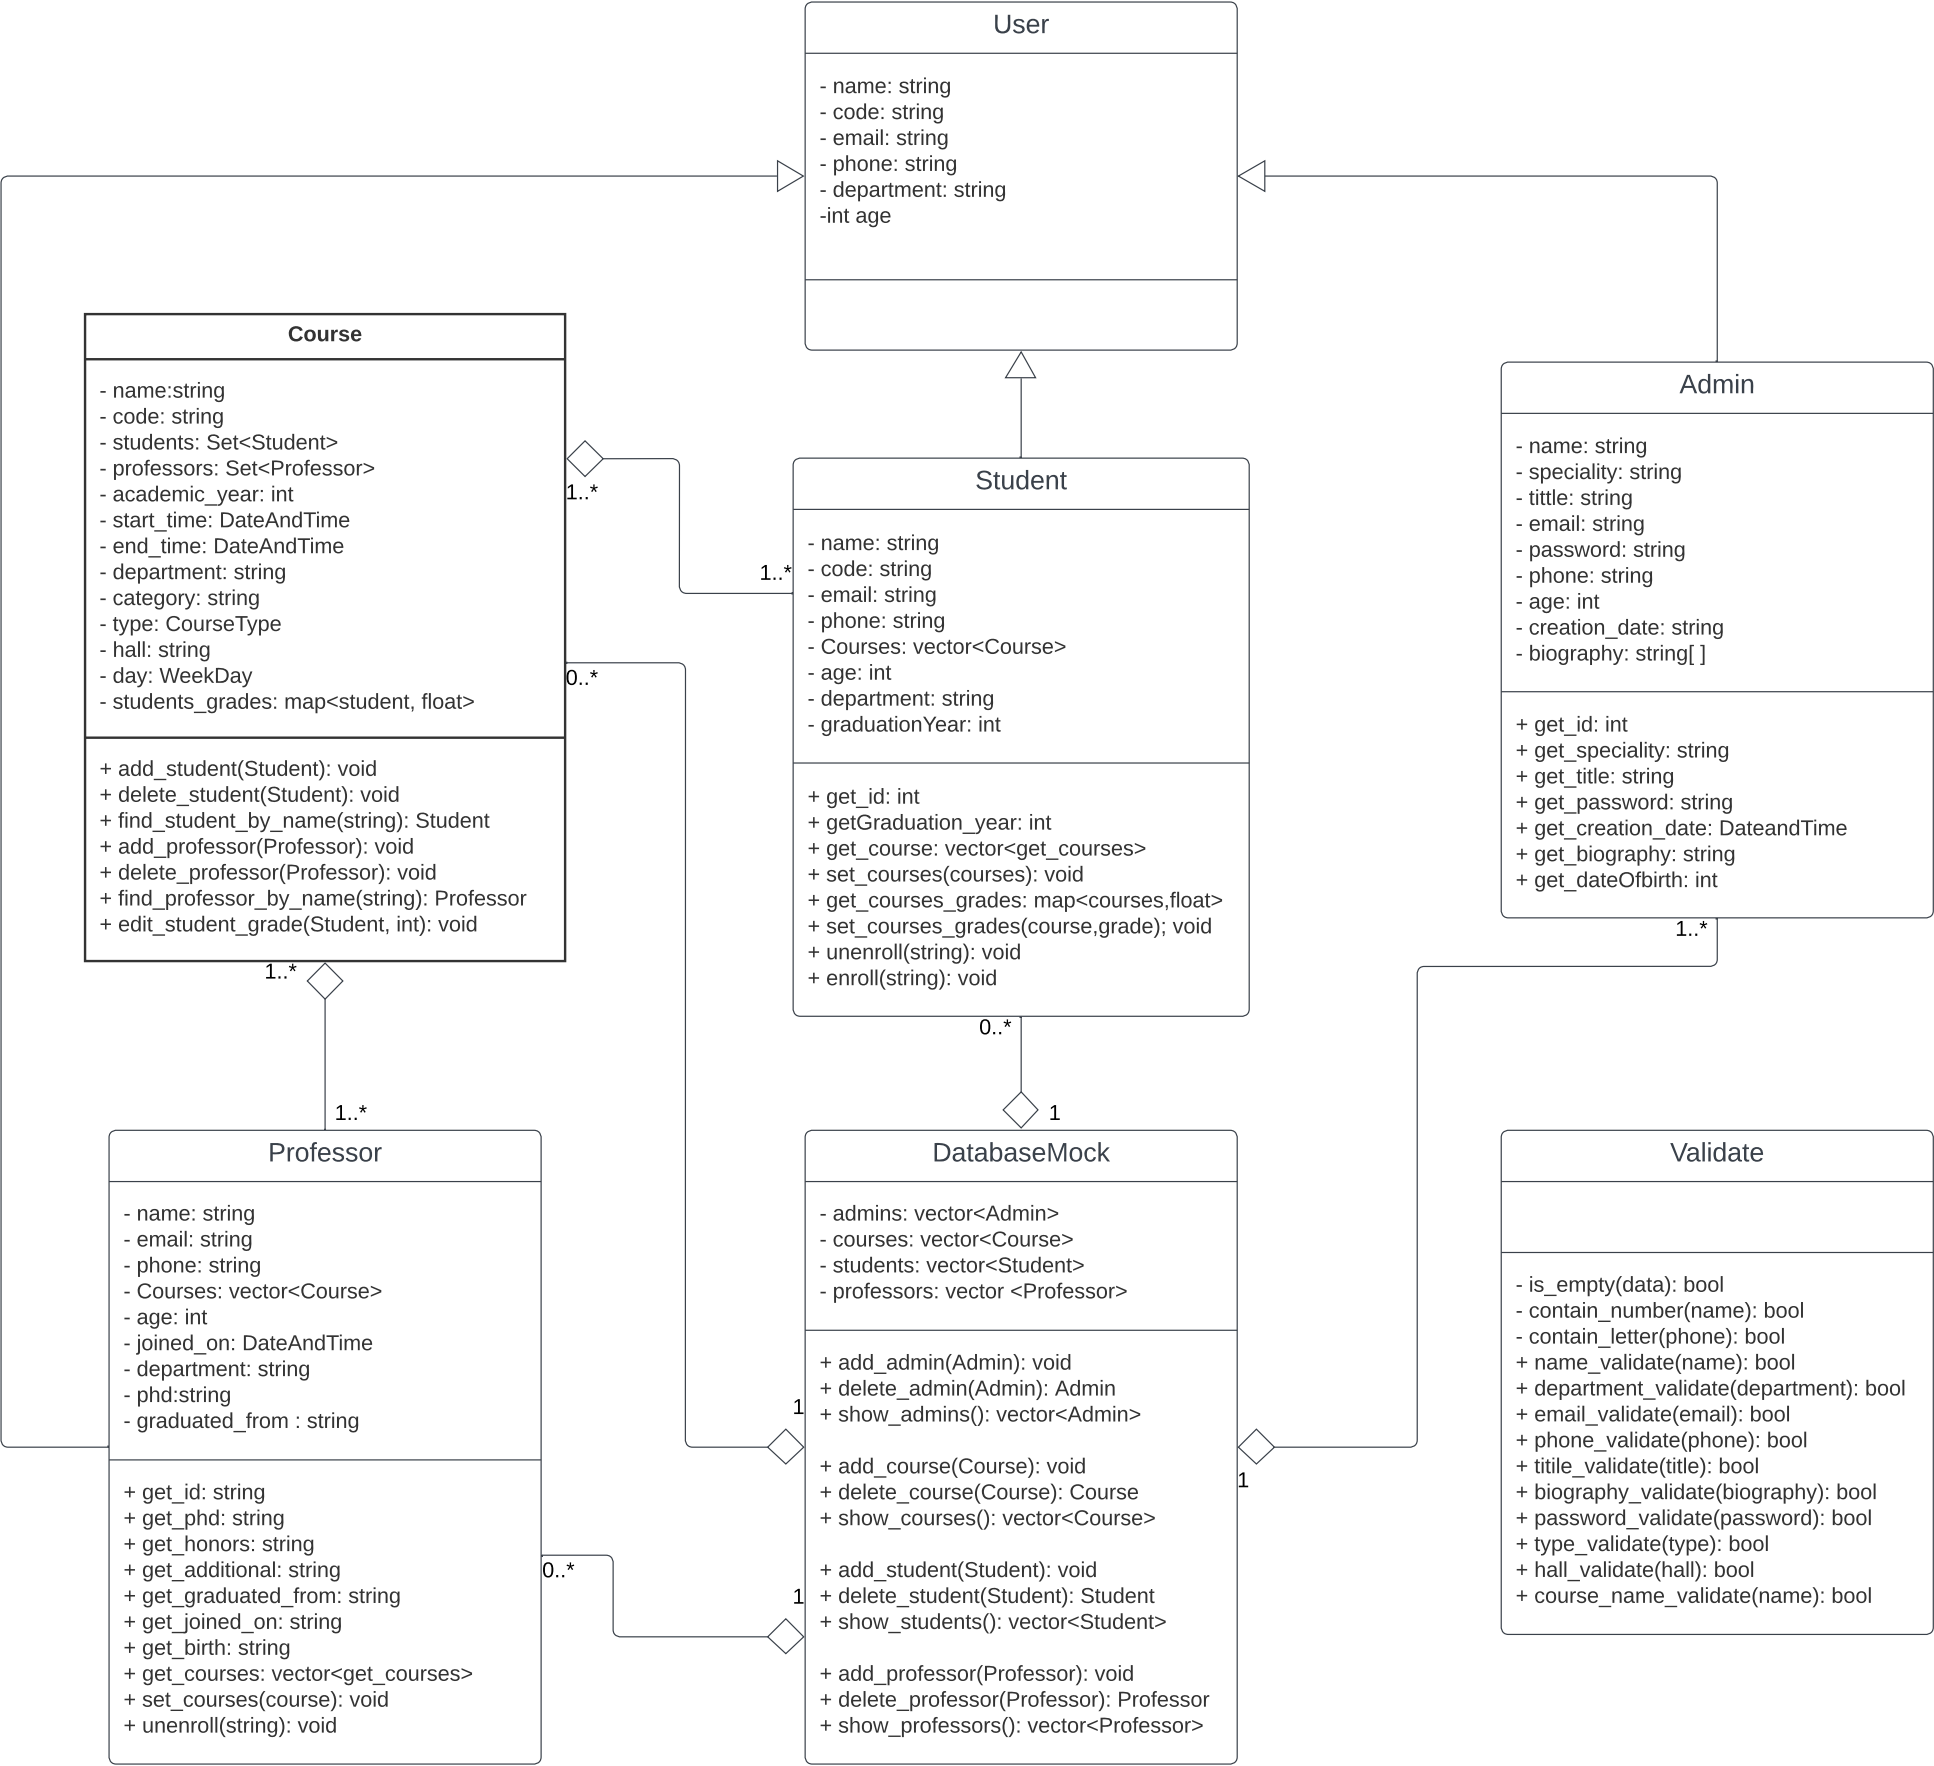 User
- name: string
- code: string
- email: string
- phone: string
- department: string
-int age
Course
- name:string
- code: string
- students: Set<Student>
- professors: Set<Professor>
- academic_year: int
- start_time: DateAndTime
- end_time: DateAndTime
- department: string
- category: string
- type: CourseType
- hall: string
- day: WeekDay
- students_grades: map<student, float>
+ add_student(Student): void
+ delete_student(Student): void
+ find_student_by_name(string): Student
+ add_professor(Professor): void
+ delete_professor(Professor): void
+ find_professor_by_name(string): Professor
+ edit_student_grade(Student, int): void
1..*
1..*
0..*
1..*
1..*
Student
- name: string
- code: string
- email: string
- phone: string
- Courses: vector<Course>
- age: int
- department: string
- graduationYear: int
+ get_id: int
+ getGraduation_year: int
+ get_course: vector<get_courses>
+ set_courses(courses): void
+ get_courses_grades: map<courses,float>
+ set_courses_grades(course,grade); void
+ unenroll(string): void
+ enroll(string): void
0..*
1
Admin
- name: string
- speciality: string
- tittle: string
- email: string
- password: string
- phone: string
- age: int
- creation_date: string
- biography: string[ ]
+ get_id: int
+ get_speciality: string
+ get_title: string
+ get_password: string
+ get_creation_date: DateandTime
+ get_biography: string
+ get_dateOfbirth: int
1..*
Professor
- name: string
- email: string
- phone: string
- Courses: vector<Course>
- age: int
- joined_on: DateAndTime
- department: string
- phd:string
- graduated_from : string
+ get_id: string
+ get_phd: string
+ get_honors: string
+ get_additional: string
+ get_graduated_from: string
+ get_joined_on: string
+ get_birth: string
+ get_courses: vector<get_courses>
+ set_courses(course): void
+ unenroll(string): void
0..*
1
1
DatabaseMock
- admins: vector<Admin>
- courses: vector<Course>
- students: vector<Student>
- professors: vector <Professor>
+ add_admin(Admin): void
+ delete_admin(Admin): Admin
+ show_admins(): vector<Admin>
+ add_course(Course): void
+ delete_course(Course): Course
+ show_courses(): vector<Course>
+ add_student(Student): void
+ delete_student(Student): Student
+ show_students(): vector<Student>
+ add_professor(Professor): void
+ delete_professor(Professor): Professor
+ show_professors(): vector<Professor>
1
Validate
- is_empty(data): bool
- contain_number(name): bool
- contain_letter(phone): bool
+ name_validate(name): bool
+ department_validate(department): bool
+ email_validate(email): bool
+ phone_validate(phone): bool
+ titile_validate(title): bool
+ biography_validate(biography): bool
+ password_validate(password): bool
+ type_validate(type): bool
+ hall_validate(hall): bool
+ course_name_validate(name): bool